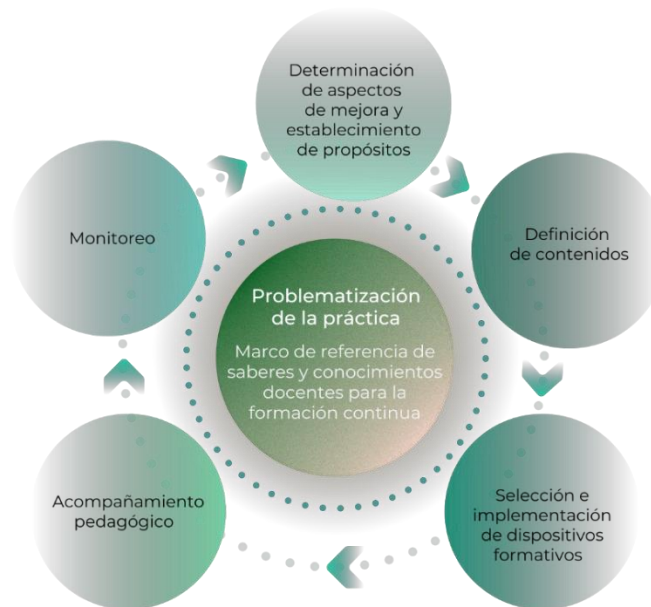 Determinación
de aspectos
de mejora y
establecimiento
de propósitos
Definición
de contenidos
Selección e
implementación
de dispositivos
formativos
Acompañamiento
pedagógico
Monitoreo
Problematización
de la práctica
Marco de referencia de
saberes y conocimientos
docentes para la
formación continua